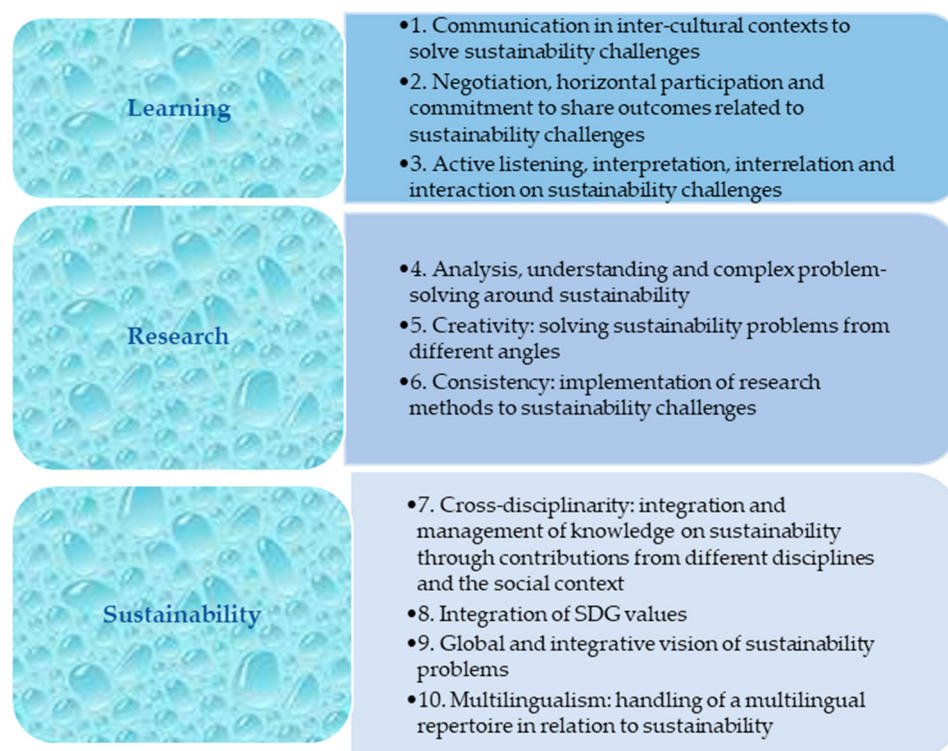 Learning
•1. Communication in inter-cultural contexts to
solve sustainability challenges
•2. Negotiation, horizontal participation and
commitment to share outcomes related to
sustainability challenges
•3. Active listening, interpretation, interrelation and
interaction on sustainability challenges
Research
•4. Analysis, understanding and complex problem-
solving around sustainability
•5. Creativity: solving sustainability problems from
different angles
•6. Consistency: implementation of research
methods to sustainability challenges
Sustainability
•7. Cross-disciplinarity: integration and
management of knowledge on sustainability
through contributions from different disciplines
and the social context
•8. Integration of SDG values
•9. Global and integrative vision of sustainability
problems
•10. Multilingualism: handling of a multilingual
repertoire in relation to sustainability